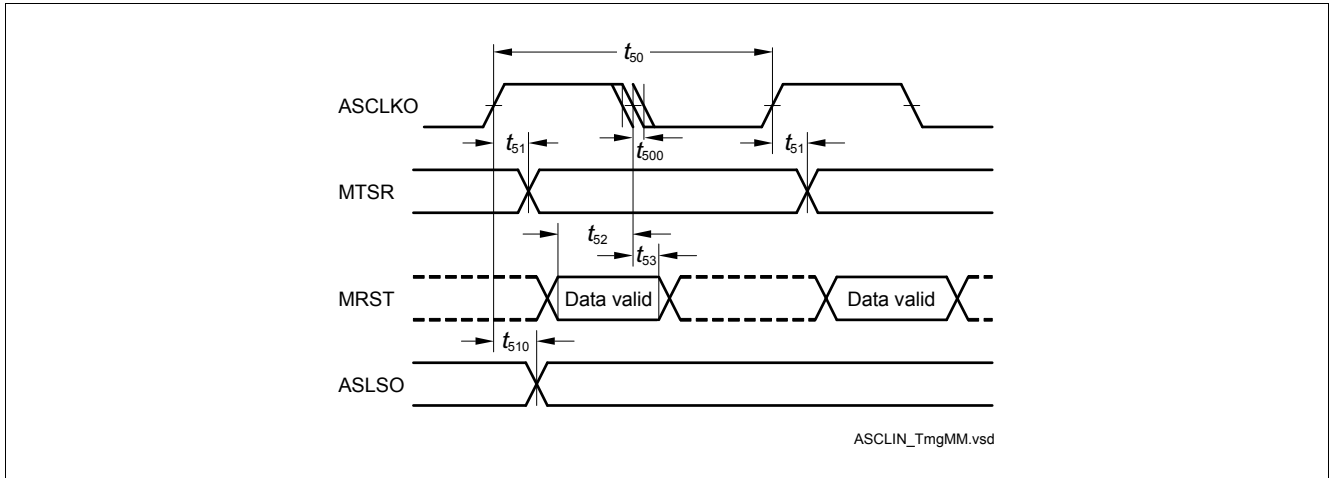 t50
ASCLKO
t51 t500 t51
MTSR
t52
t53
MRST Data valid Data valid
t510
ASLSO
ASCLIN_TmgMM.vsd